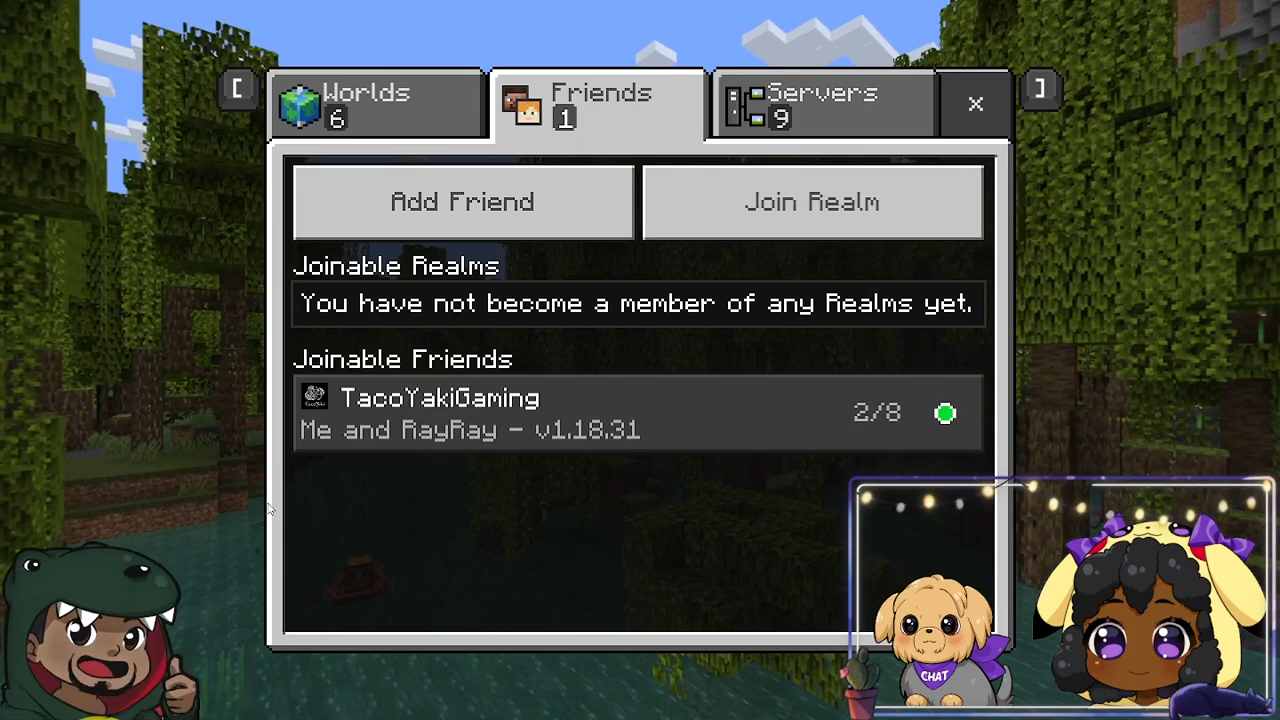 [
Worlds
6
Friends
1
Servers
9
x
]
Add Friend
Join Realm
Joinable Realms
You have not become a member of any Realms yet.
Joinable Friends
TacoYakiGaming
Me and RayRay - v1.18.31
2/8
CHAT